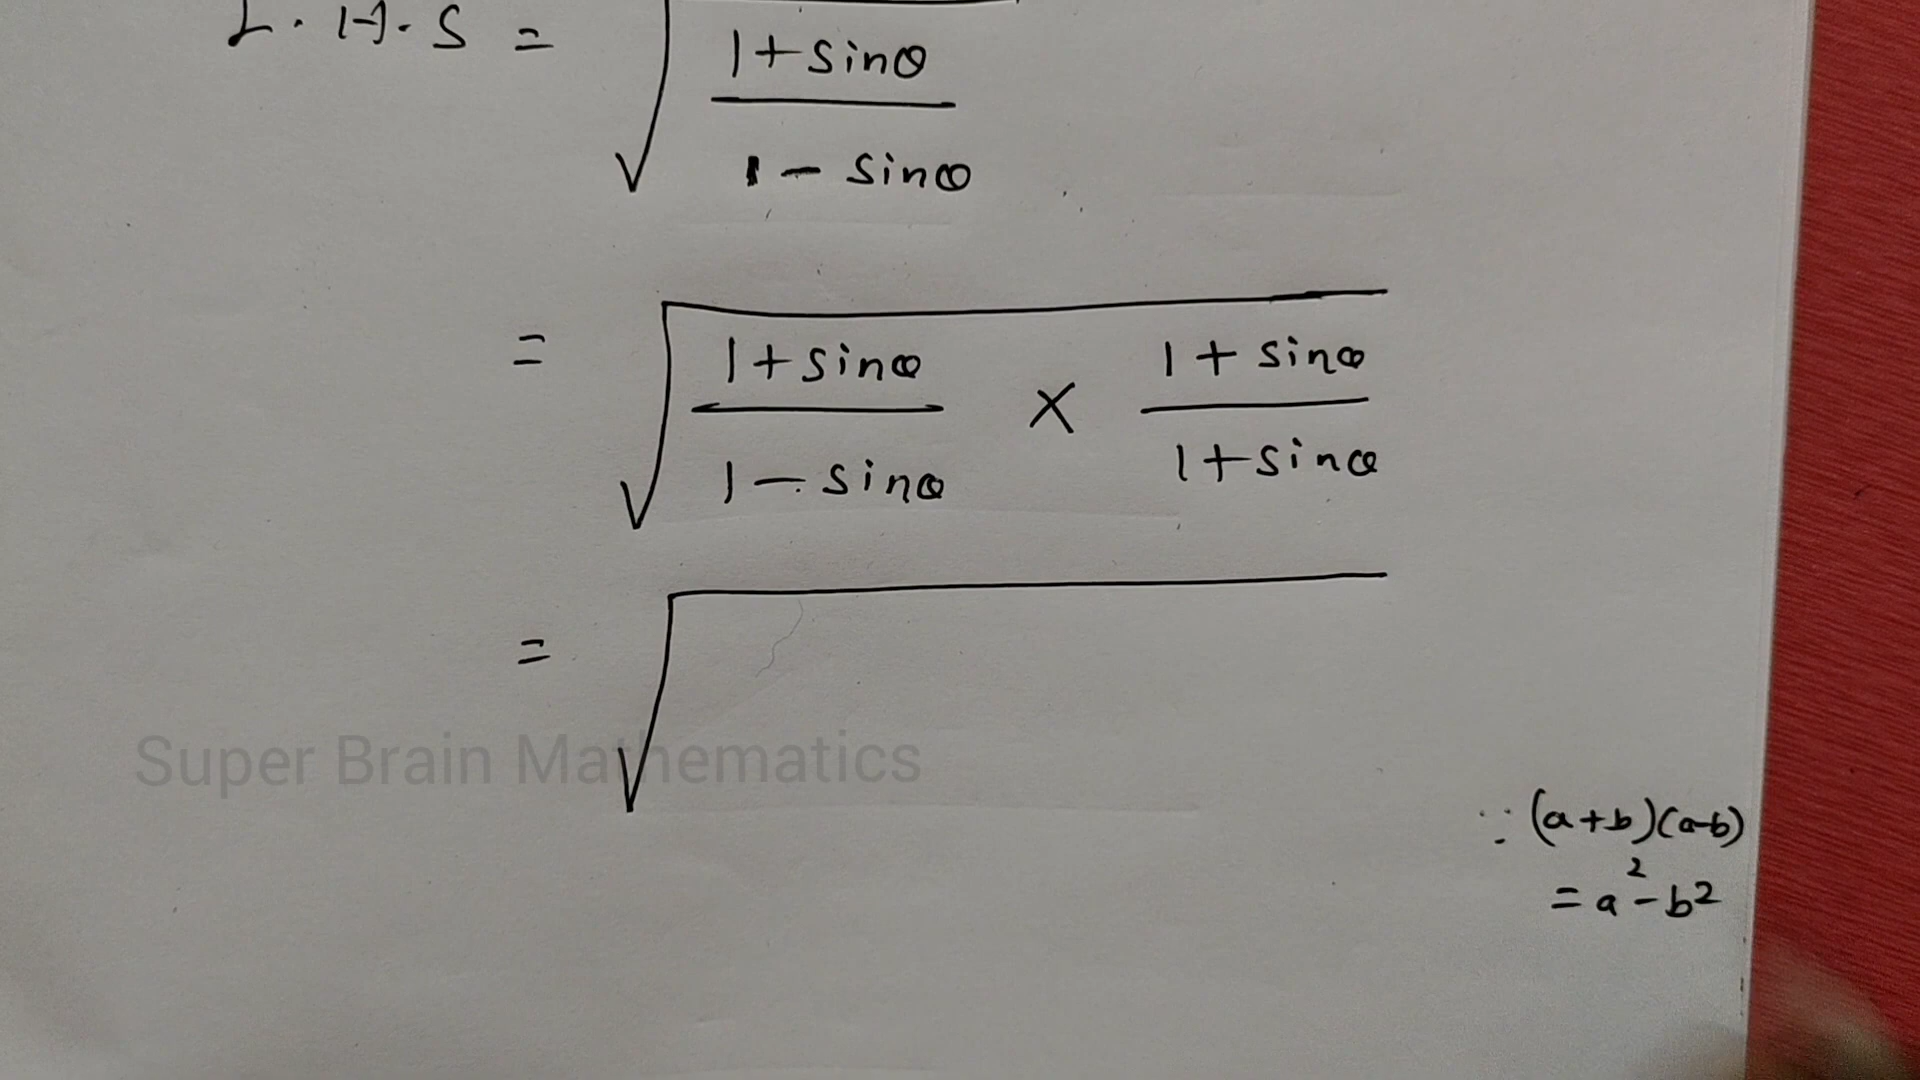 L.H.S = √(1+sinθ / 1-sinθ)
= √(1+sinθ / 1-sinθ × 1+sinθ / 1+sinθ)
= √
Super Brain Mathematics
∵ (a+b)(a-b)
= a²-b²